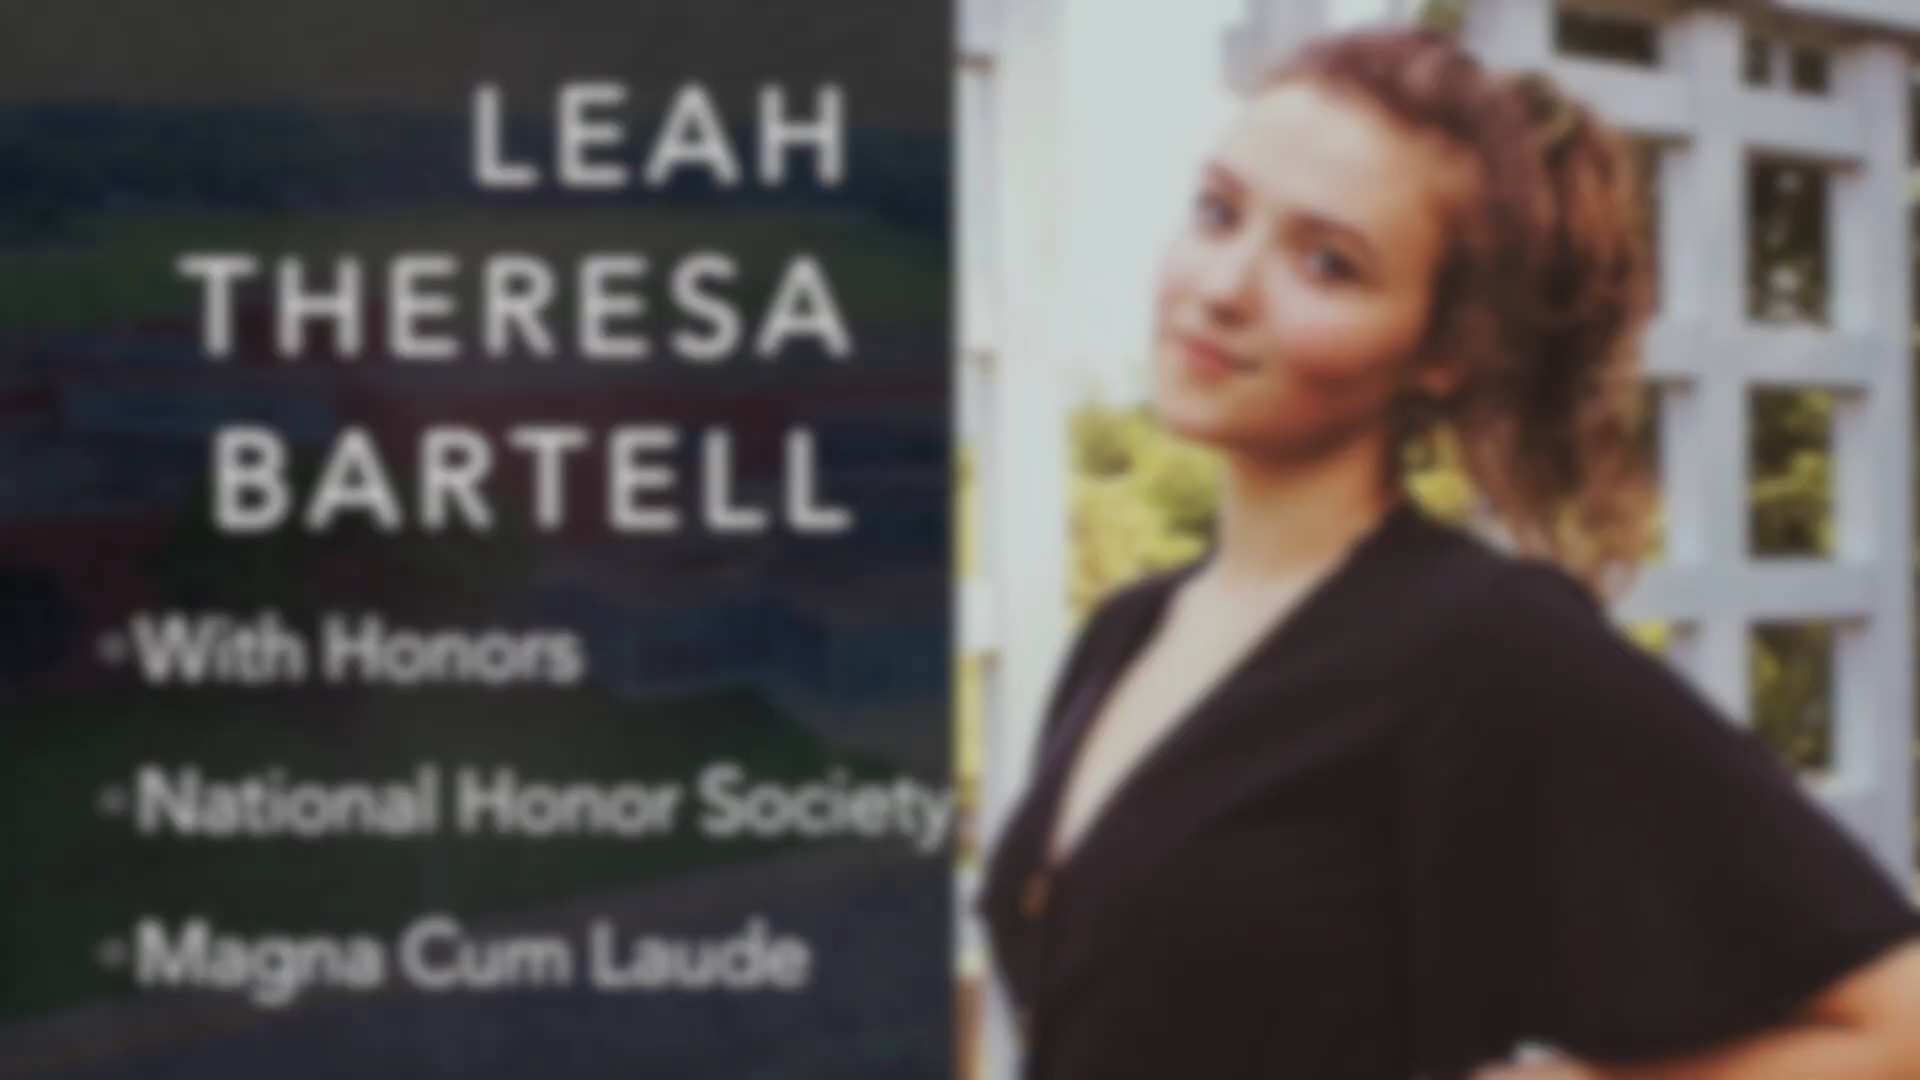 LEAH
THERESA
BARTELL
•With Honors
•National Honor Society
•Magna Cum Laude